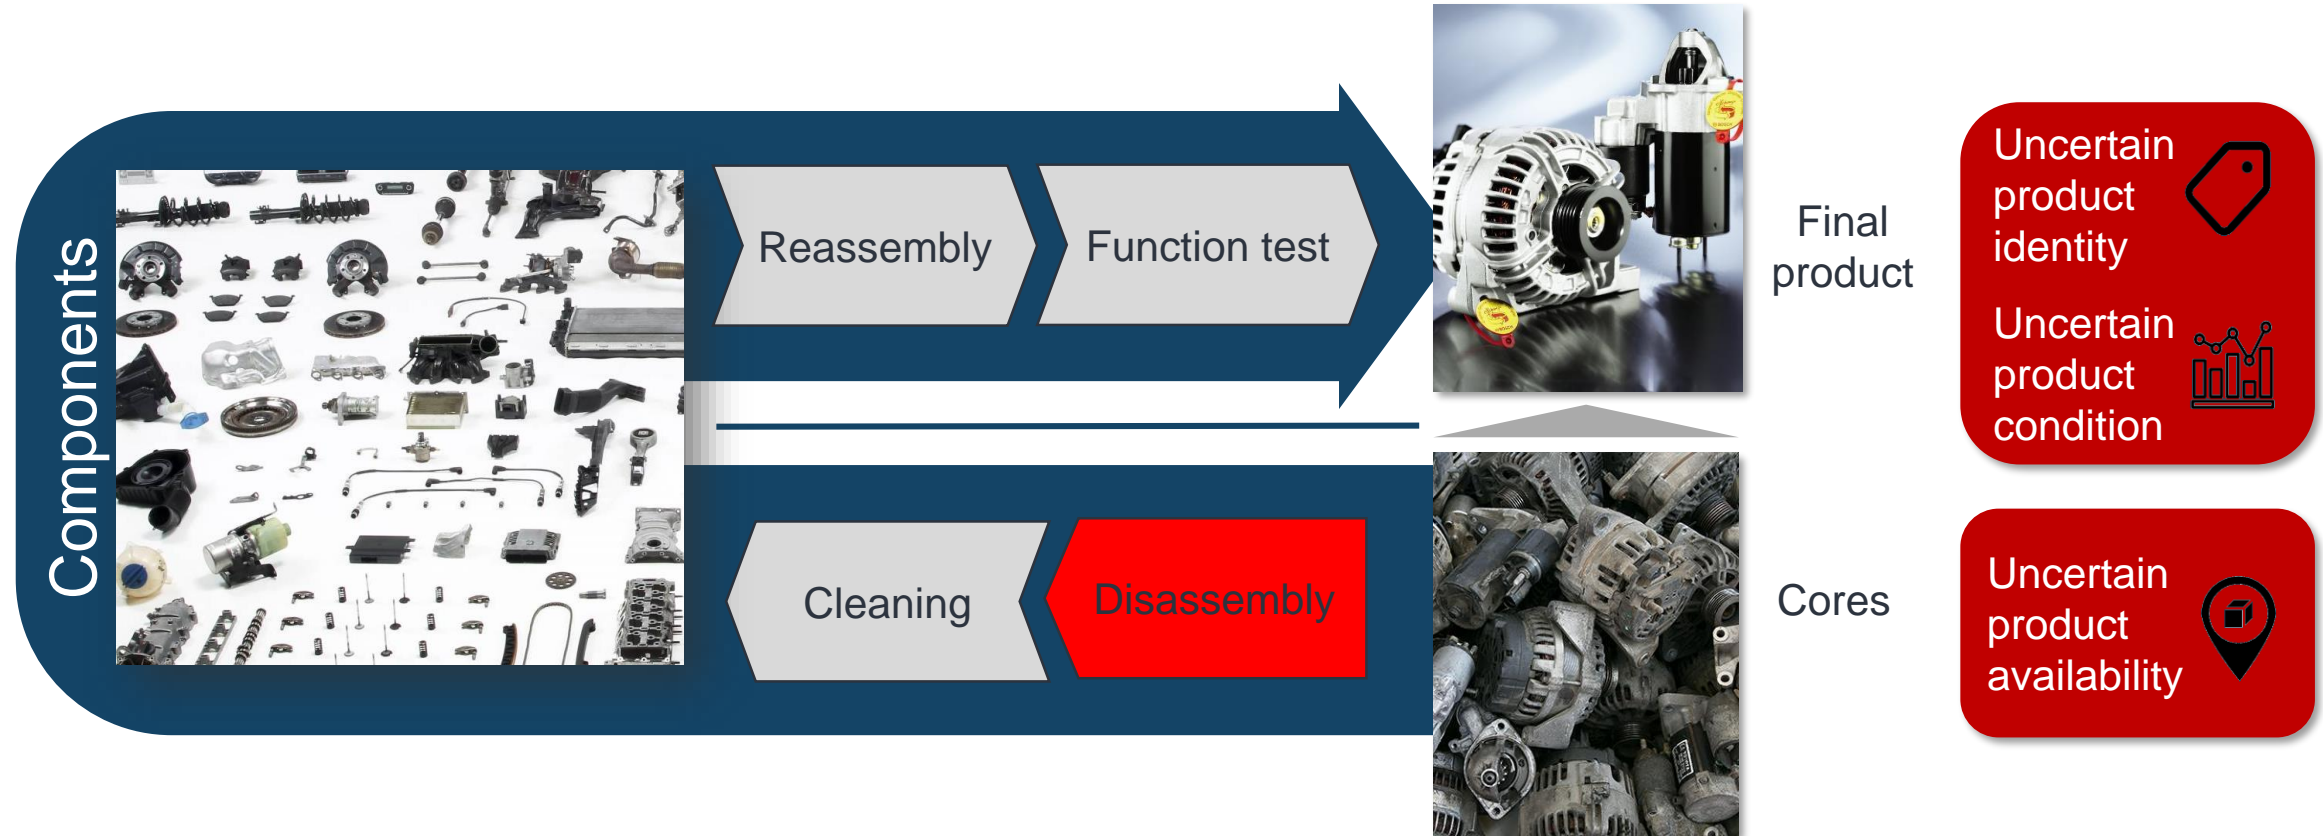 Components
Reassembly
Function test
Cleaning
Disassembly
Final
product
Cores
Uncertain
product
identity
Uncertain
product
condition
Uncertain
product
availability